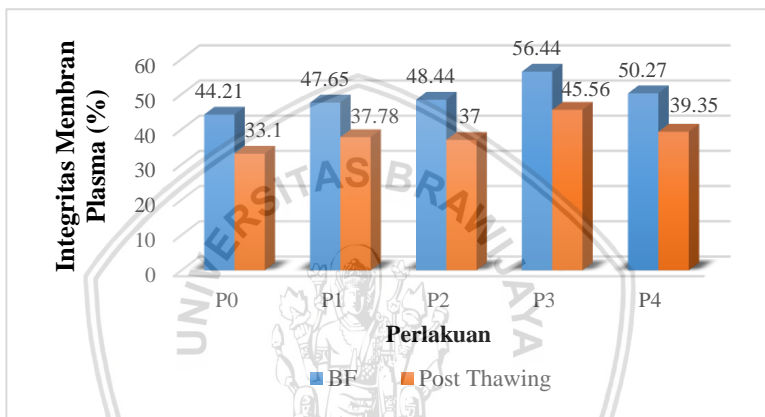 Integritas Membran
Plasma (%)
60
50
40
30
20
10
0
44.21
33.1
47.65
37.78
48.44
37
56.44
45.56
50.27
39.35
P0 P1 P2 P3 P4
Perlakuan
BF Post Thawing
UNIVERSITAS BRAWIJAYA